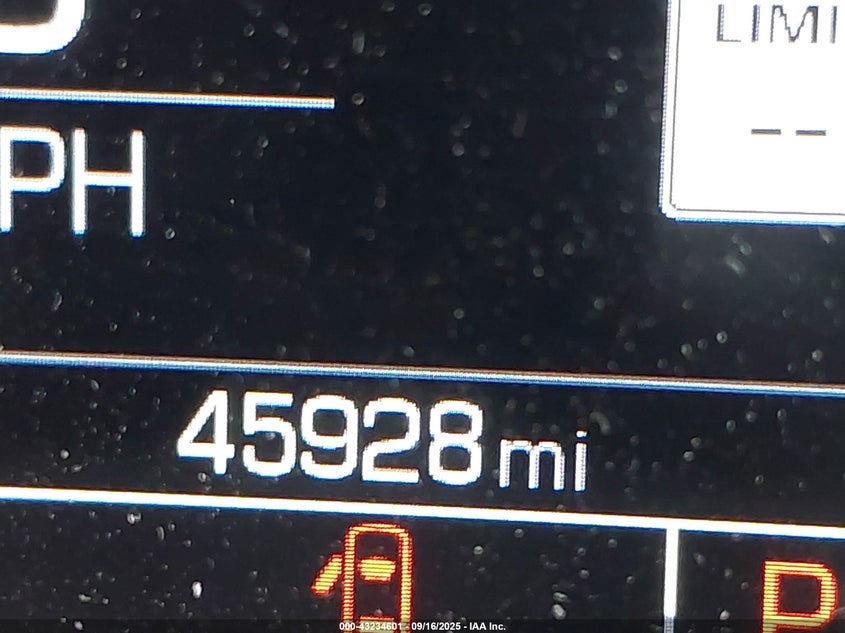 LIMI
--
PH
45928 mi
P
000-43234601 - 09/16/2025 - IAA Inc.